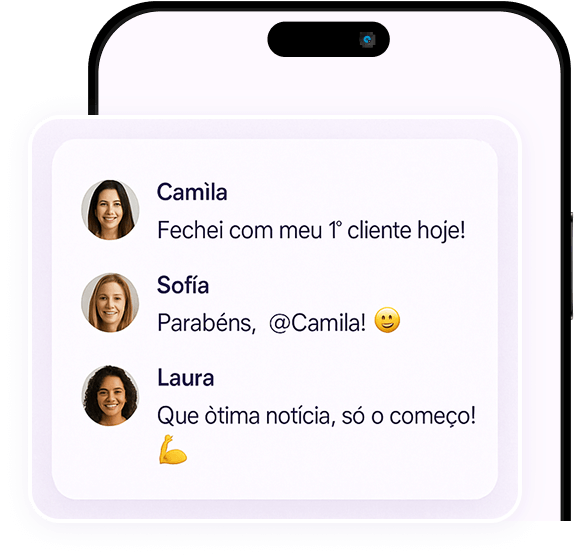 Camìla
Fechei com meu 1° cliente hoje!
Sofía
Parabéns, @Camila! 😀
Laura
Que òtima notícia, só o começo!
💪